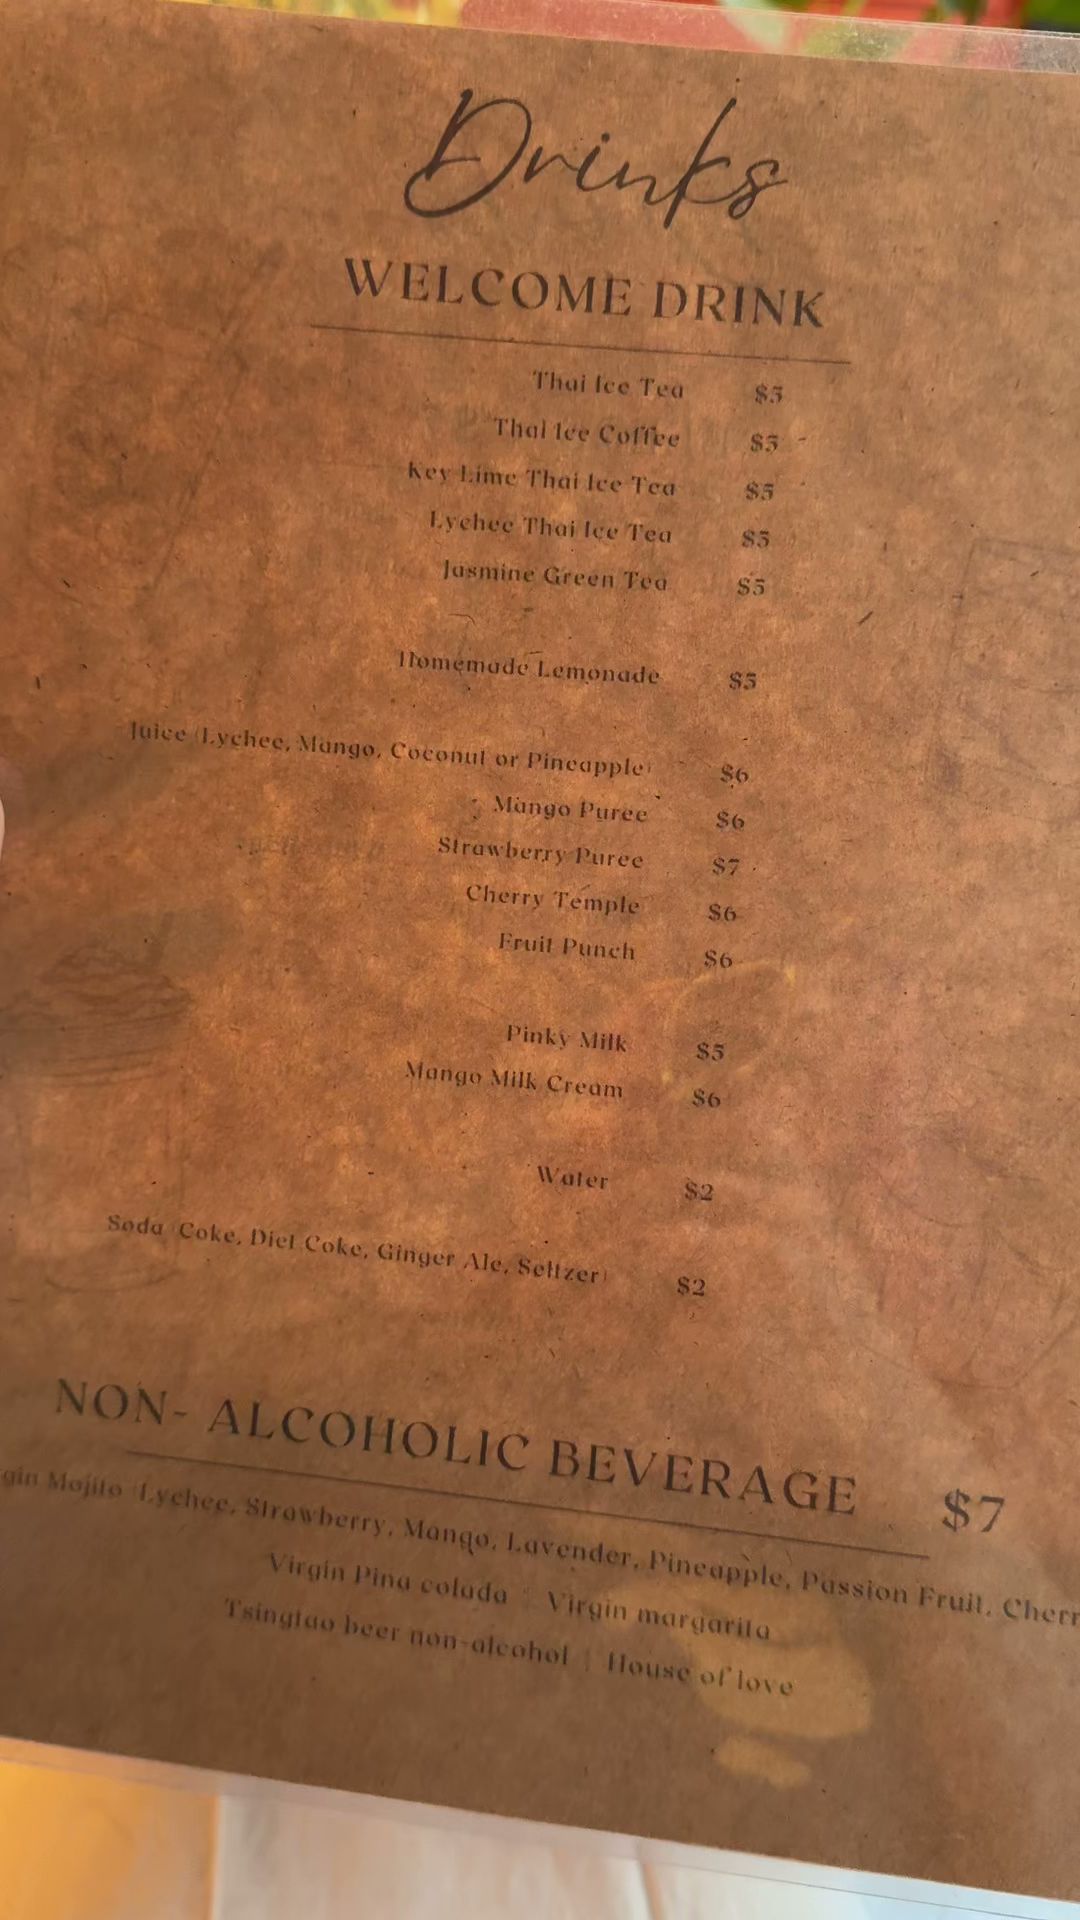 Drinks
WELCOME DRINK
Thai Ice Tea $5
Thai Ice Coffee $5
Key Lime Thai Ice Tea $5
Lychee Thai Ice Tea $5
Jasmine Green Tea $5
Homemade Lemonade $5
Juice (Lychee, Mango, Coconut or Pineapple) $6
Mango Puree $6
Strawberry Puree $7
Cherry Temple $6
Fruit Punch $6
Pinky Milk $5
Mango Milk Cream $6
Water $2
Soda (Coke, Diet Coke, Ginger Ale, Seltzer) $2
NON- ALCOHOLIC BEVERAGE $7
Mojito (Lychee, Strawberry, Mango, Lavender, Pineapple, Passion Fruit,
Virgin Pina colada | Virgin margarita
Tsingtao beer non-alcohol | House of love